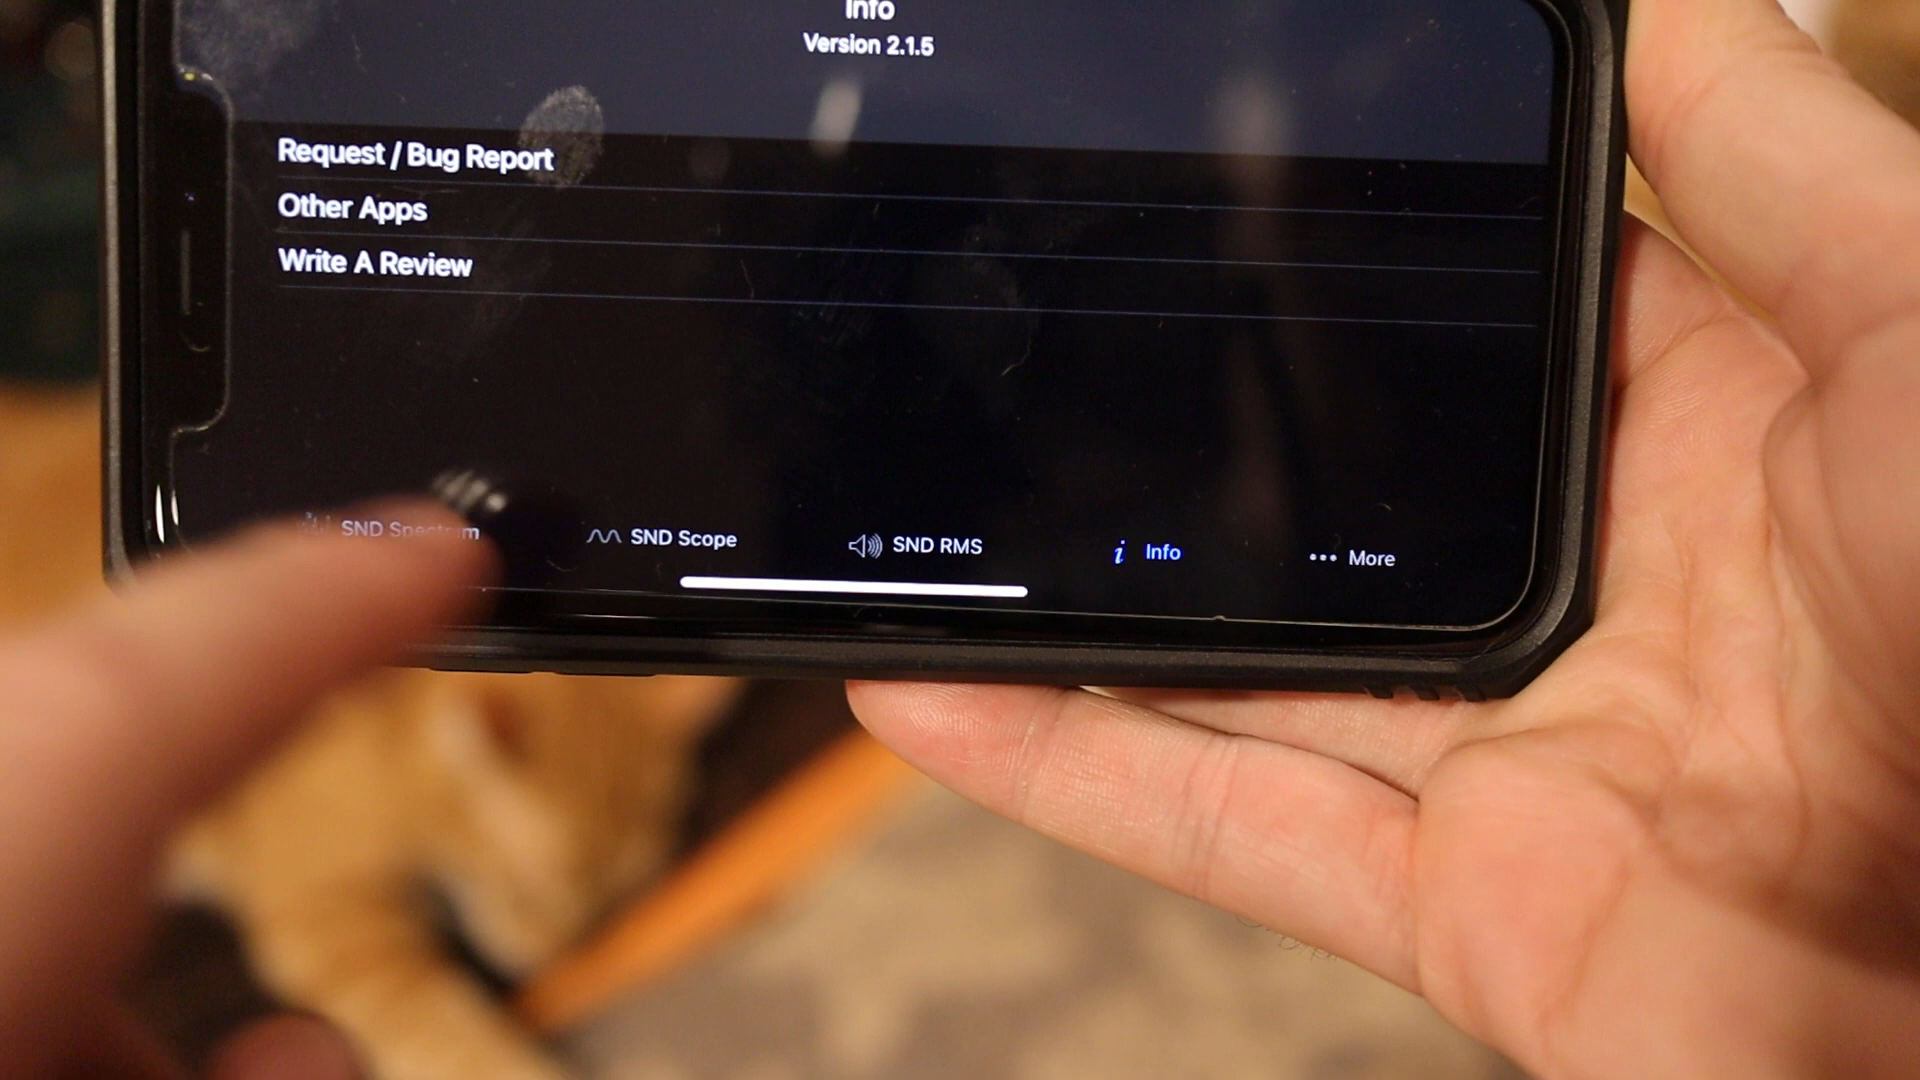 Info
Version 2.1.5
Request / Bug Report
Other Apps
Write A Review
SND Spectrum
SND Scope
SND RMS
Info
More